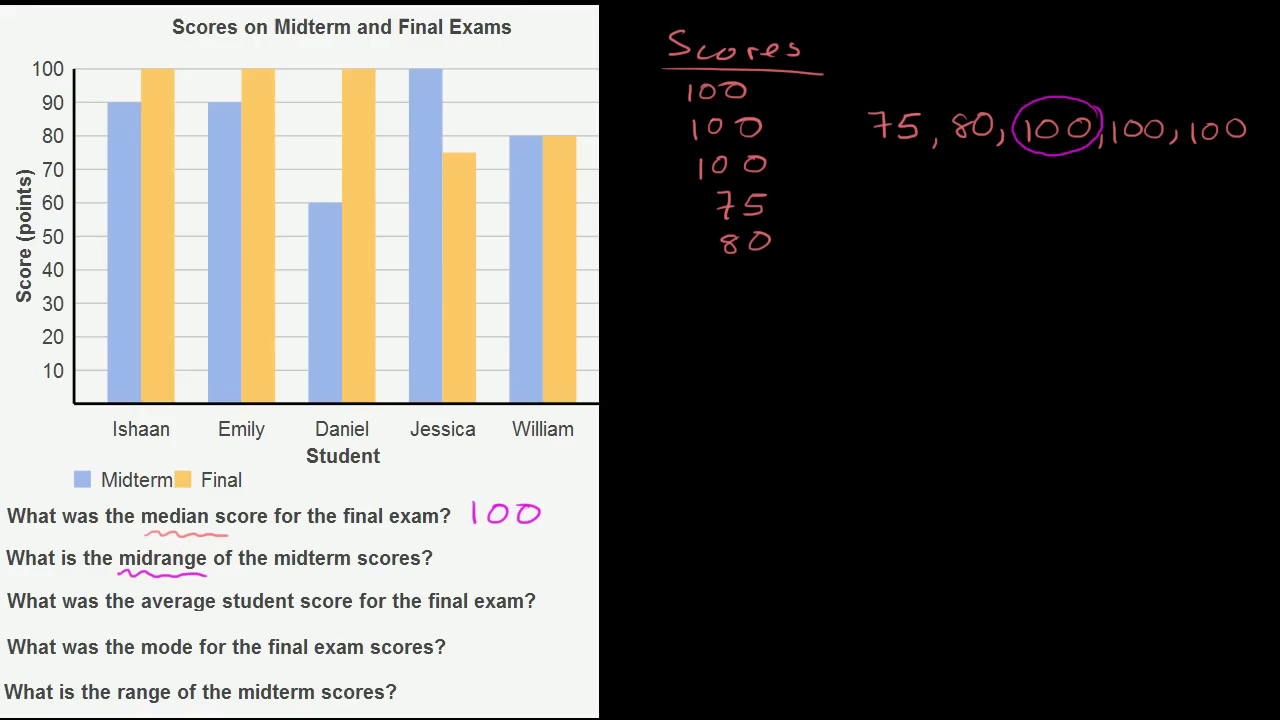 Scores on Midterm and Final Exams
100
90
80
70
60
50
40
30
20
10
Score (points)
Ishaan Emily Daniel Jessica William
Student
Midterm Final
What was the median score for the final exam? 100
What is the midrange of the midterm scores?
What was the average student score for the final exam?
What was the mode for the final exam scores?
What is the range of the midterm scores?
Scores
100
100
100
75
80
75, 80, 100, 100, 100